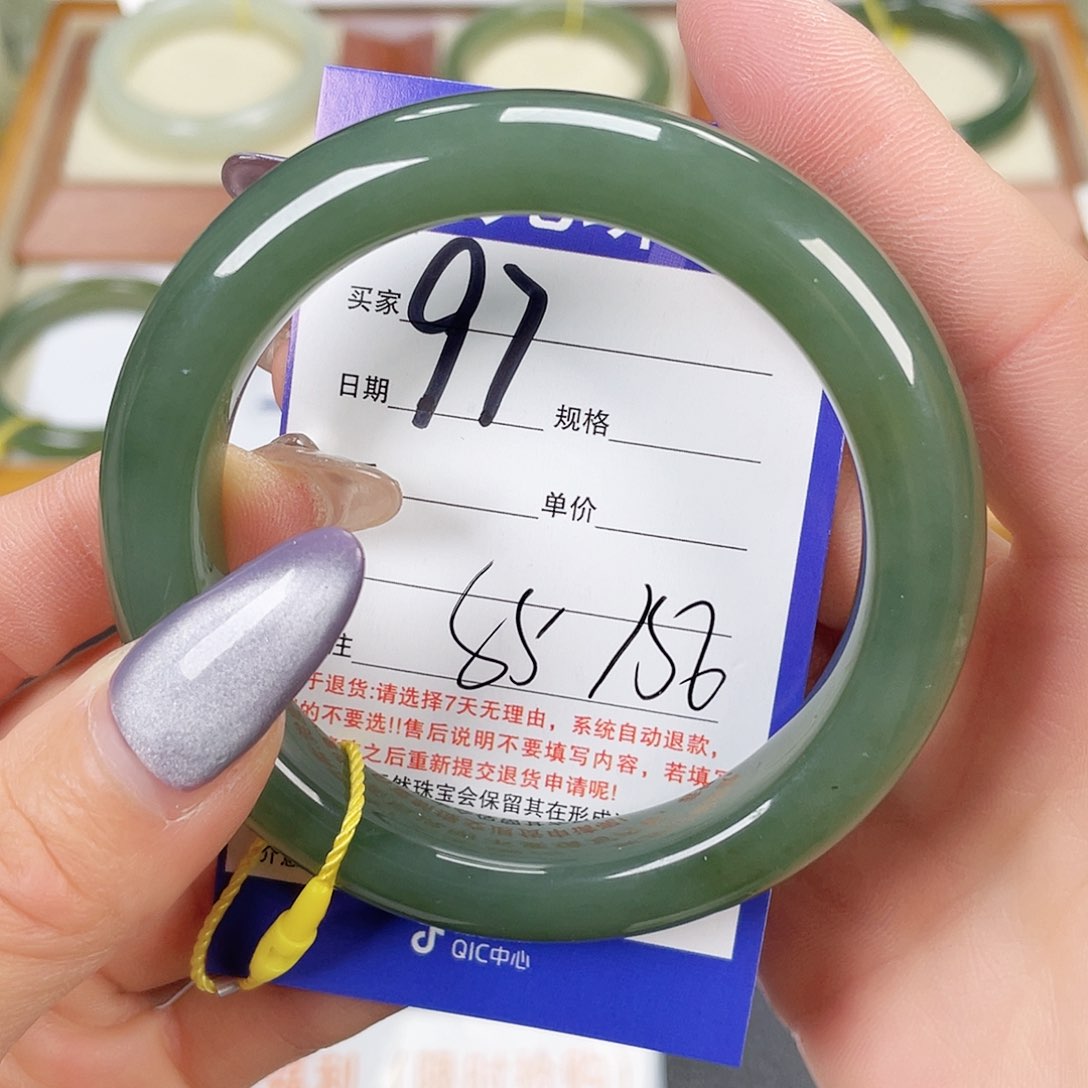 买家 97
日期 规格
单价
85 156
于退货:请选择7天无理由，系统自动退款，
的不要选!!售后说明不要填写内容，若填写
之后重新提交退货申请呢!
然珠宝会保留其在形成
QIC中心